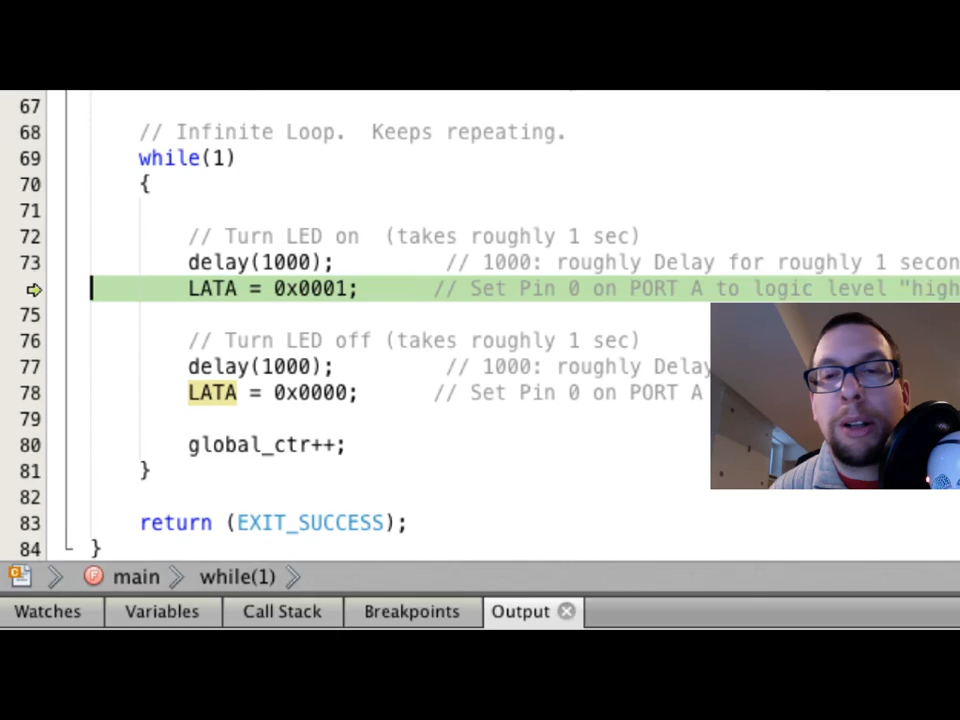 67
68 // Infinite Loop.  Keeps repeating.
69 while(1)
70 {
71
72 // Turn LED on  (takes roughly 1 sec)
73 delay(1000); // 1000: roughly Delay for roughly 1 secon
LATA = 0x0001; // Set Pin 0 on PORT A to logic level "high
75
76 // Turn LED off (takes roughly 1 sec)
77 delay(1000); // 1000: roughly Delay
78 LATA = 0x0000; // Set Pin 0 on PORT A
79
80 global_ctr++;
81 }
82
83 return (EXIT_SUCCESS);
84 }
F main while(1)
Watches Variables Call Stack Breakpoints Output